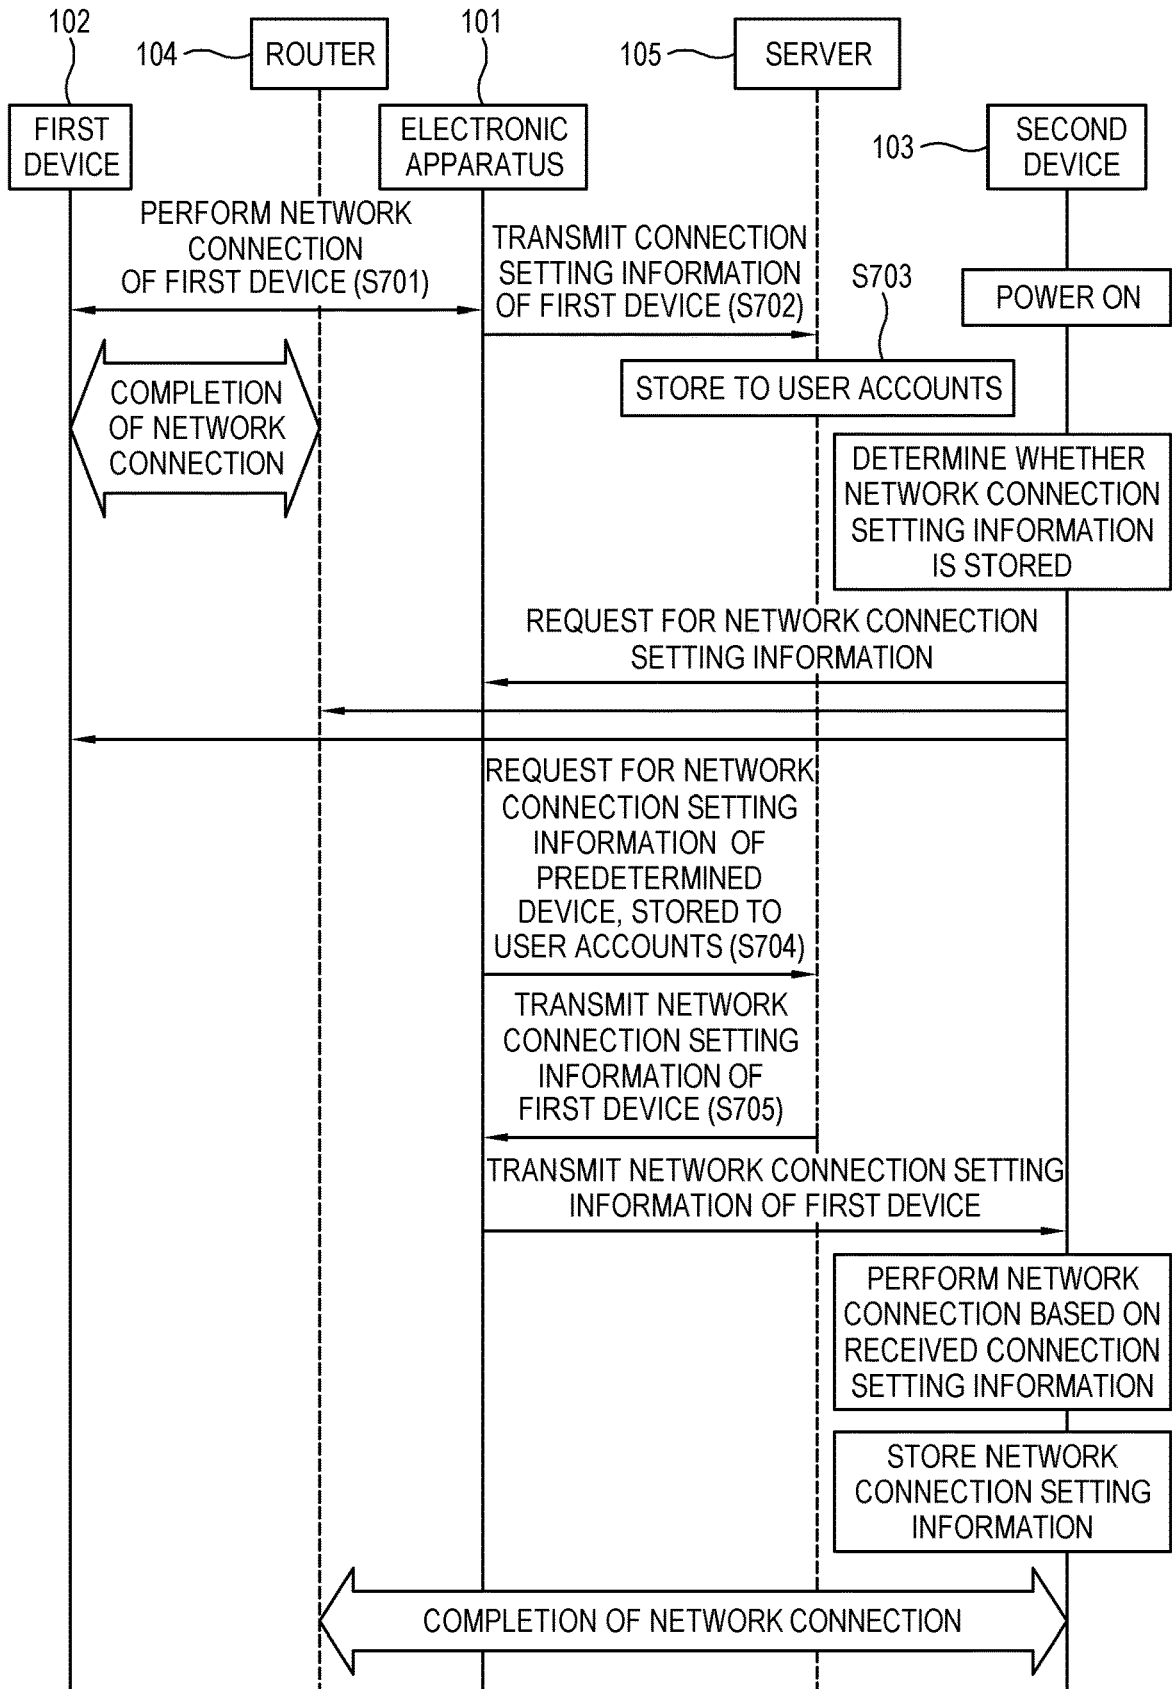 102
104
ROUTER
101
105
SERVER
FIRST
DEVICE
ELECTRONIC
APPARATUS
103
SECOND
DEVICE
PERFORM NETWORK
CONNECTION
OF FIRST DEVICE (S701)
TRANSMIT CONNECTION
SETTING INFORMATION
OF FIRST DEVICE (S702)
S703
POWER ON
COMPLETION
OF NETWORK
CONNECTION
STORE TO USER ACCOUNTS
DETERMINE WHETHER
NETWORK CONNECTION
SETTING INFORMATION
IS STORED
REQUEST FOR NETWORK CONNECTION
SETTING INFORMATION
REQUEST FOR NETWORK
CONNECTION SETTING
INFORMATION OF
PREDETERMINED
DEVICE, STORED TO
USER ACCOUNTS (S704)
TRANSMIT NETWORK
CONNECTION SETTING
INFORMATION OF
FIRST DEVICE (S705)
TRANSMIT NETWORK CONNECTION SETTING
INFORMATION OF FIRST DEVICE
PERFORM NETWORK
CONNECTION BASED ON
RECEIVED CONNECTION
SETTING INFORMATION
STORE NETWORK
CONNECTION SETTING
INFORMATION
COMPLETION OF NETWORK CONNECTION